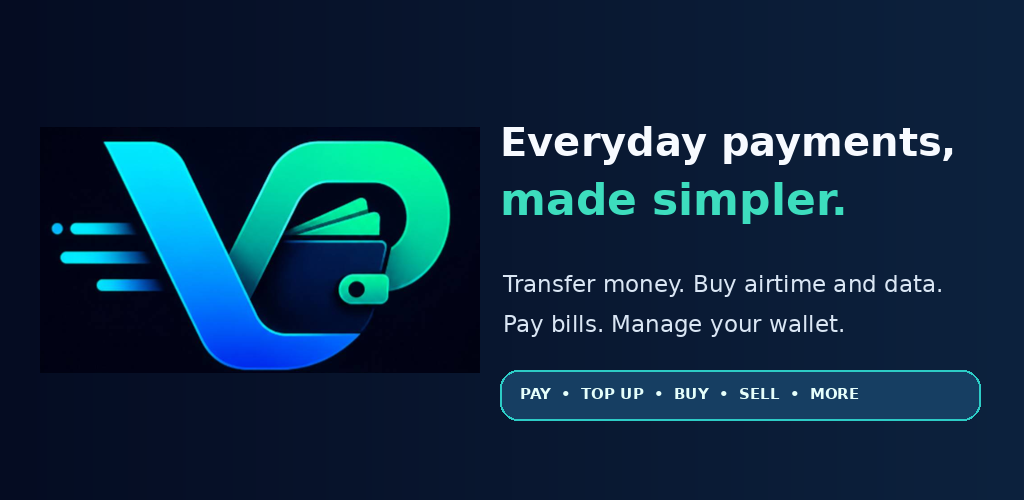 VP
Everyday payments,
made simpler.
Transfer money. Buy airtime and data.
Pay bills. Manage your wallet.
PAY • TOP UP • BUY • SELL • MORE